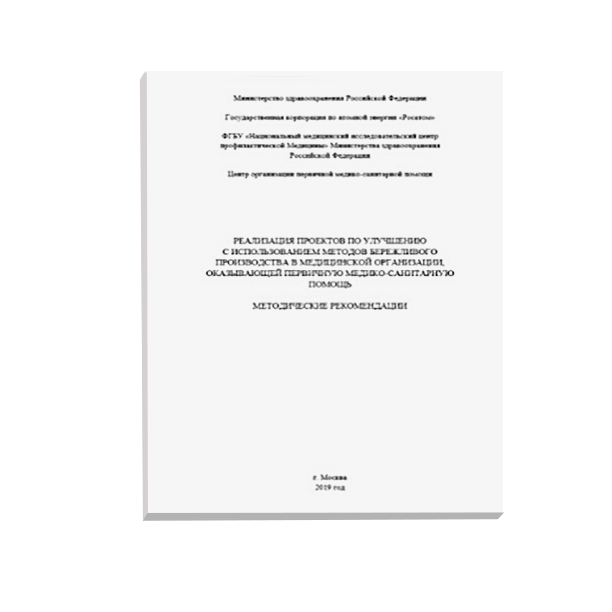 Министерство здравоохранения Российской Федерации
Государственная корпорация по атомной энергии «Росатом»
ФГБУ «Национальный медицинский исследовательский центр
профилактической Медицины» Министерства здравоохранения
Российской Федерации
Центр организации первичной медико-санитарной помощи
РЕАЛИЗАЦИЯ ПРОЕКТОВ ПО УЛУЧШЕНИЮ
С ИСПОЛЬЗОВАНИЕМ МЕТОДОВ БЕРЕЖЛИВОГО
ПРОИЗВОДСТВА В МЕДИЦИНСКОЙ ОРГАНИЗАЦИИ,
ОКАЗЫВАЮЩЕЙ ПЕРВИЧНУЮ МЕДИКО-САНИТАРНУЮ
ПОМОЩЬ
МЕТОДИЧЕСКИЕ РЕКОМЕНДАЦИИ
г. Москва
2019 год